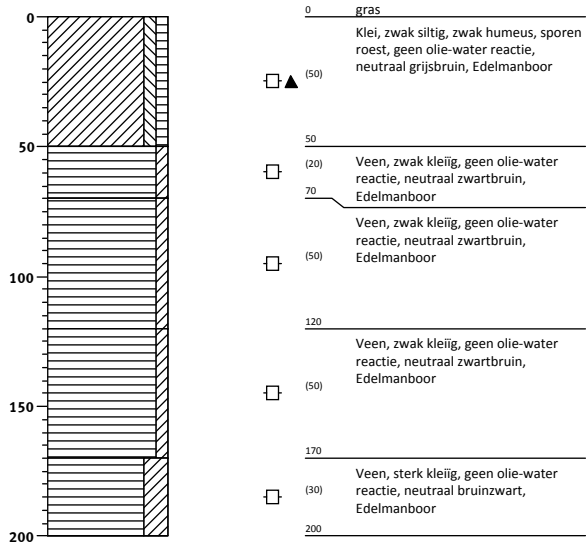 0
50
100
150
200
0 gras
Klei, zwak siltig, zwak humeus, sporen
roest, geen olie-water reactie,
(50) neutraal grijsbruin, Edelmanboor
50
(20) Veen, zwak kleiïg, geen olie-water
reactie, neutraal zwartbruin,
Edelmanboor
70
Veen, zwak kleiïg, geen olie-water
reactie, neutraal zwartbruin,
(50) Edelmanboor
120
Veen, zwak kleiïg, geen olie-water
reactie, neutraal zwartbruin,
(50) Edelmanboor
170
Veen, sterk kleiïg, geen olie-water
(30) reactie, neutraal bruinzwart,
Edelmanboor
200